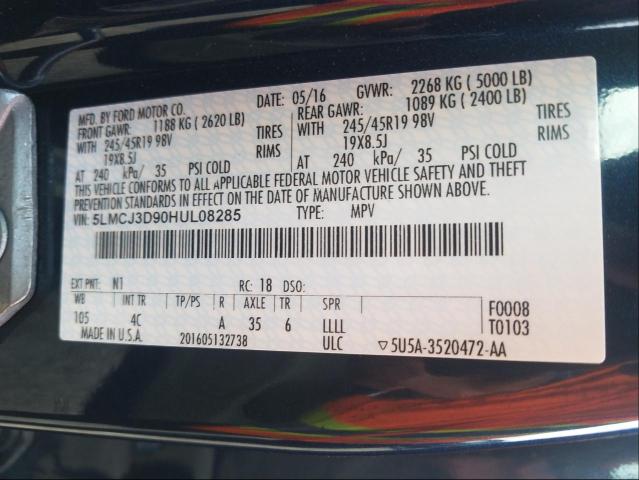 MFD. BY FORD MOTOR CO.
DATE: 05/16 GVWR: 2268 KG ( 5000 LB)
FRONT GAWR: 1188 KG ( 2620 LB)
REAR GAWR: 1089 KG ( 2400 LB)
WITH 245/45R19 98V TIRES
WITH 245/45R19 98V TIRES
19X8.5J RIMS
19X8.5J RIMS
AT 240 kPa/ 35 PSI COLD
AT 240 kPa/ 35 PSI COLD
THIS VEHICLE CONFORMS TO ALL APPLICABLE FEDERAL MOTOR VEHICLE SAFETY AND THEFT
PREVENTION STANDARDS IN EFFECT ON THE DATE OF MANUFACTURE SHOWN ABOVE.
VIN: 5LMCJ3D90HUL08285 TYPE: MPV
EXT PNT: N1 RC: 18 DSO:
WB INT TR TP/PS R AXLE TR SPR F0008
105 4C A 35 6 LLLL T0103
MADE IN U.S.A. 201605132738 ULC ▽5U5A-3520472-AA